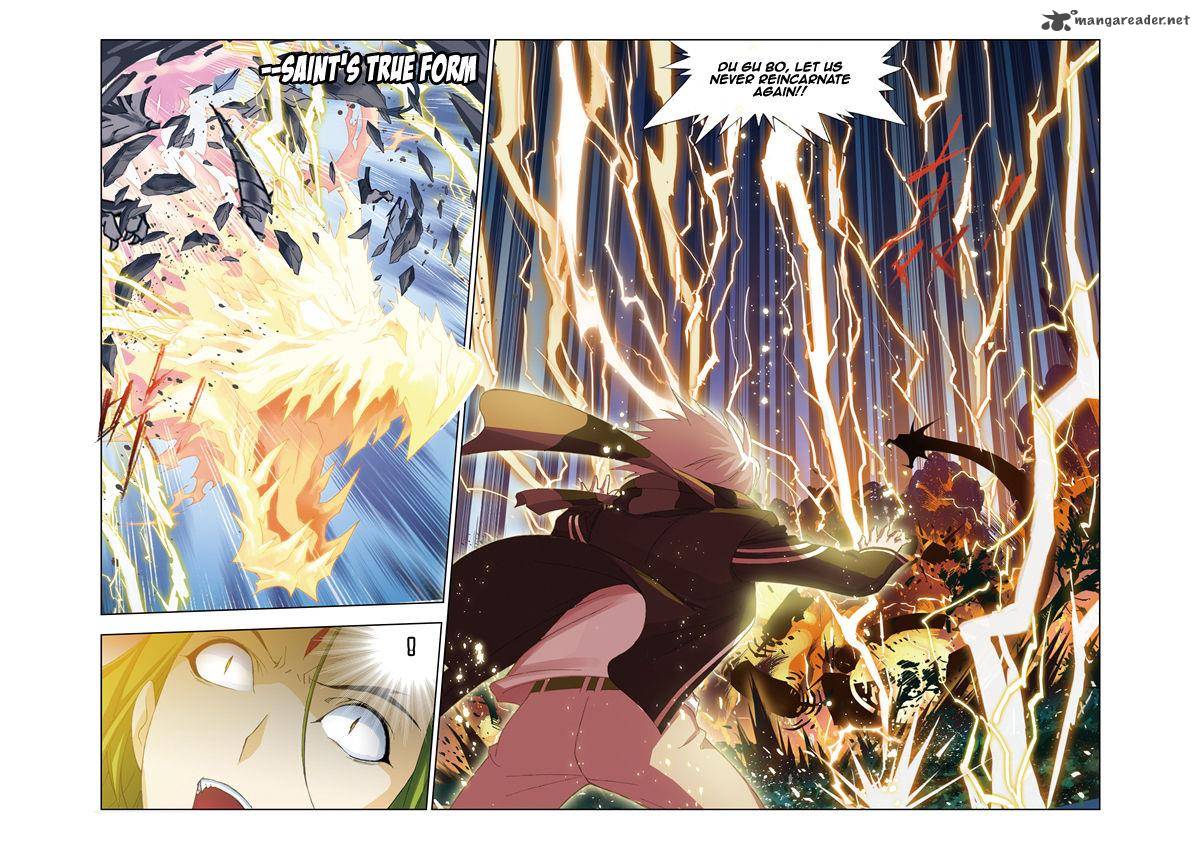 mangareader.net
--SAINT'S TRUE FORM
DU GU BO, LET US
NEVER REINCARNATE
AGAIN!!
!